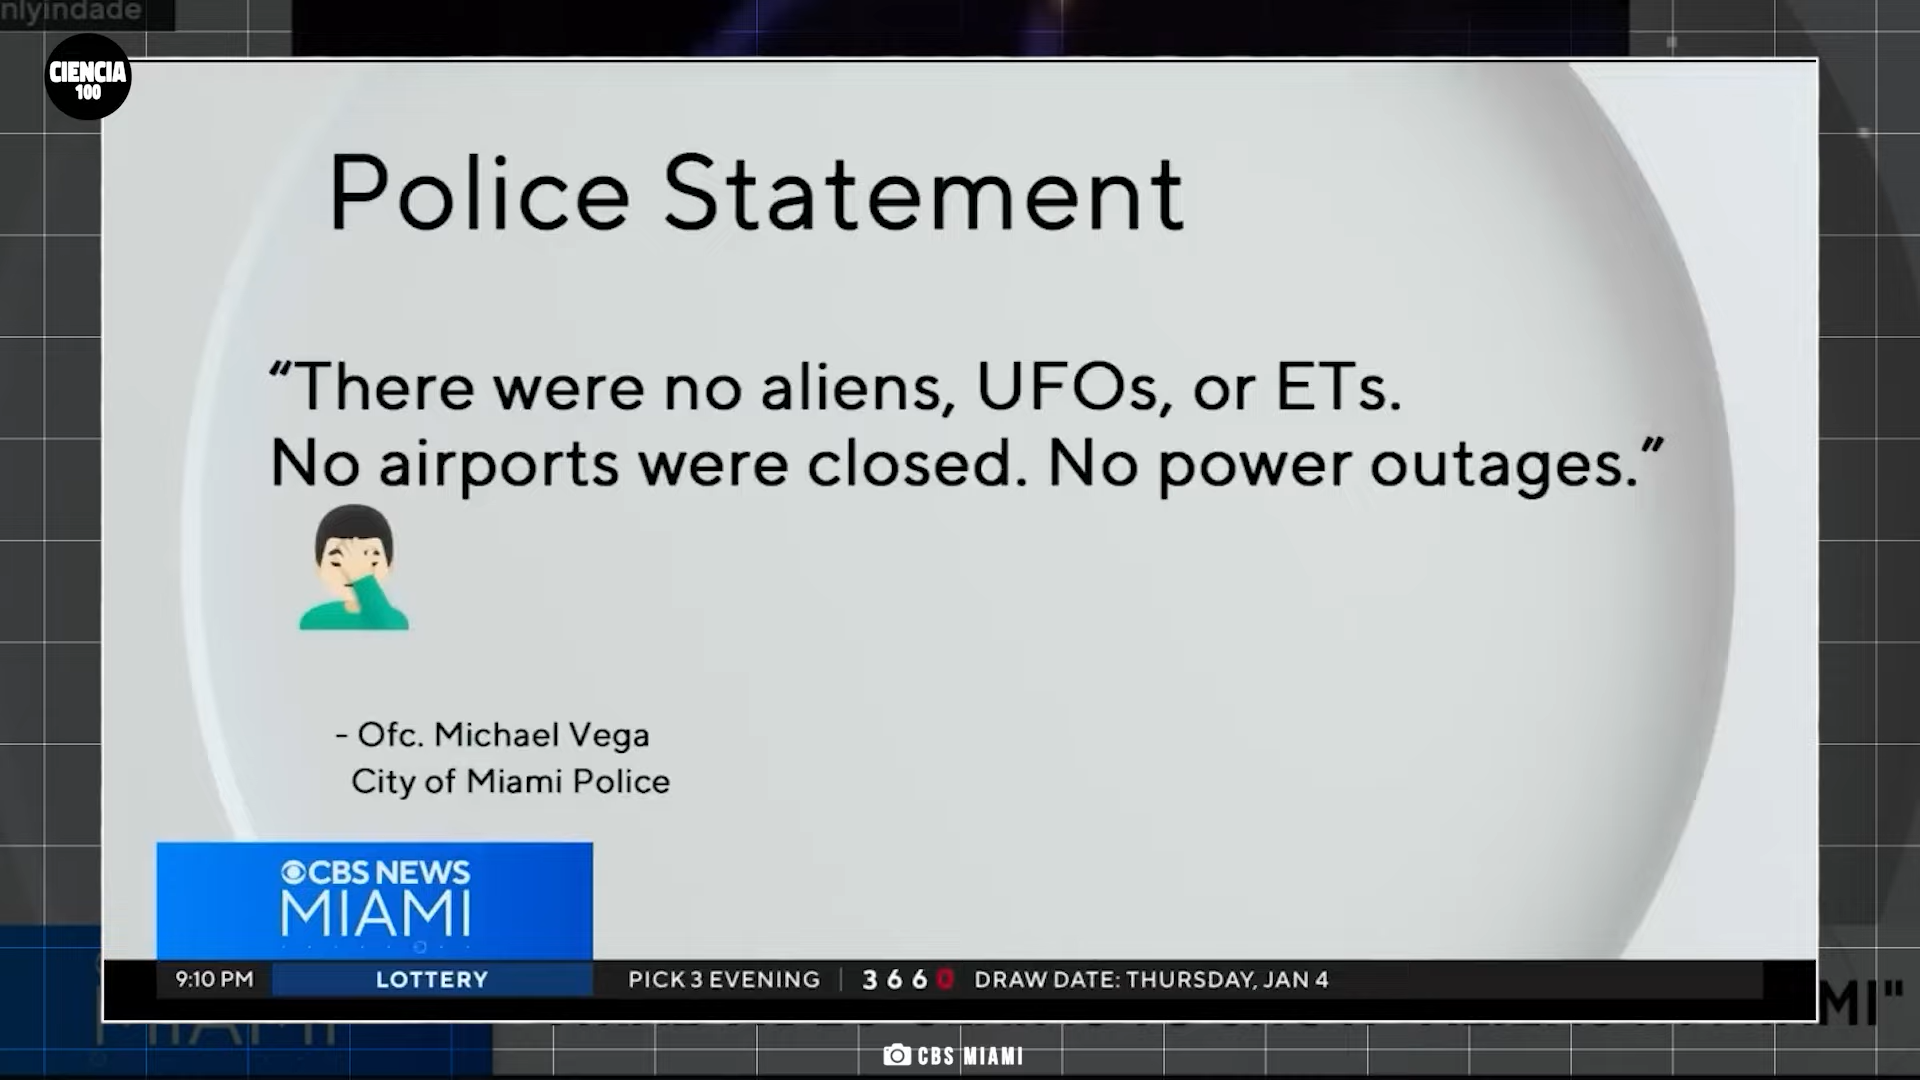 nlyindade
CIENCIA
100
Police Statement
“There were no aliens, UFOs, or ETs.
No airports were closed. No power outages.”
- Ofc. Michael Vega
City of Miami Police
CBS NEWS
MIAMI
9:10 PM
LOTTERY
PICK 3 EVENING | 3 6 6 0 DRAW DATE: THURSDAY, JAN 4
MI"
CBS MIAMI